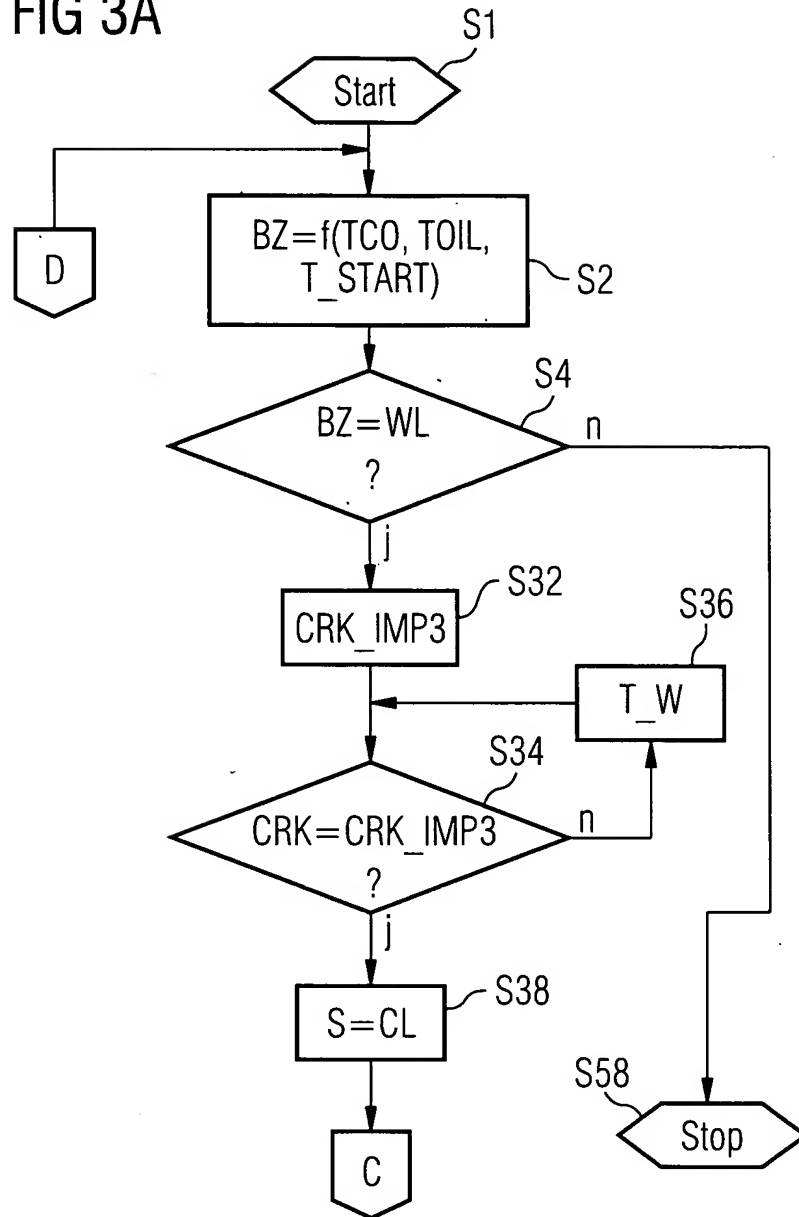 FIG 3A
S1
Start
D
BZ=f(TCO, TOIL,
T_START)
S2
S4
BZ=WL
?
n
j
S32
CRK_IMP3
S36
T_W
S34
CRK=CRK_IMP3
?
n
j
S38
S=CL
S58
Stop
C